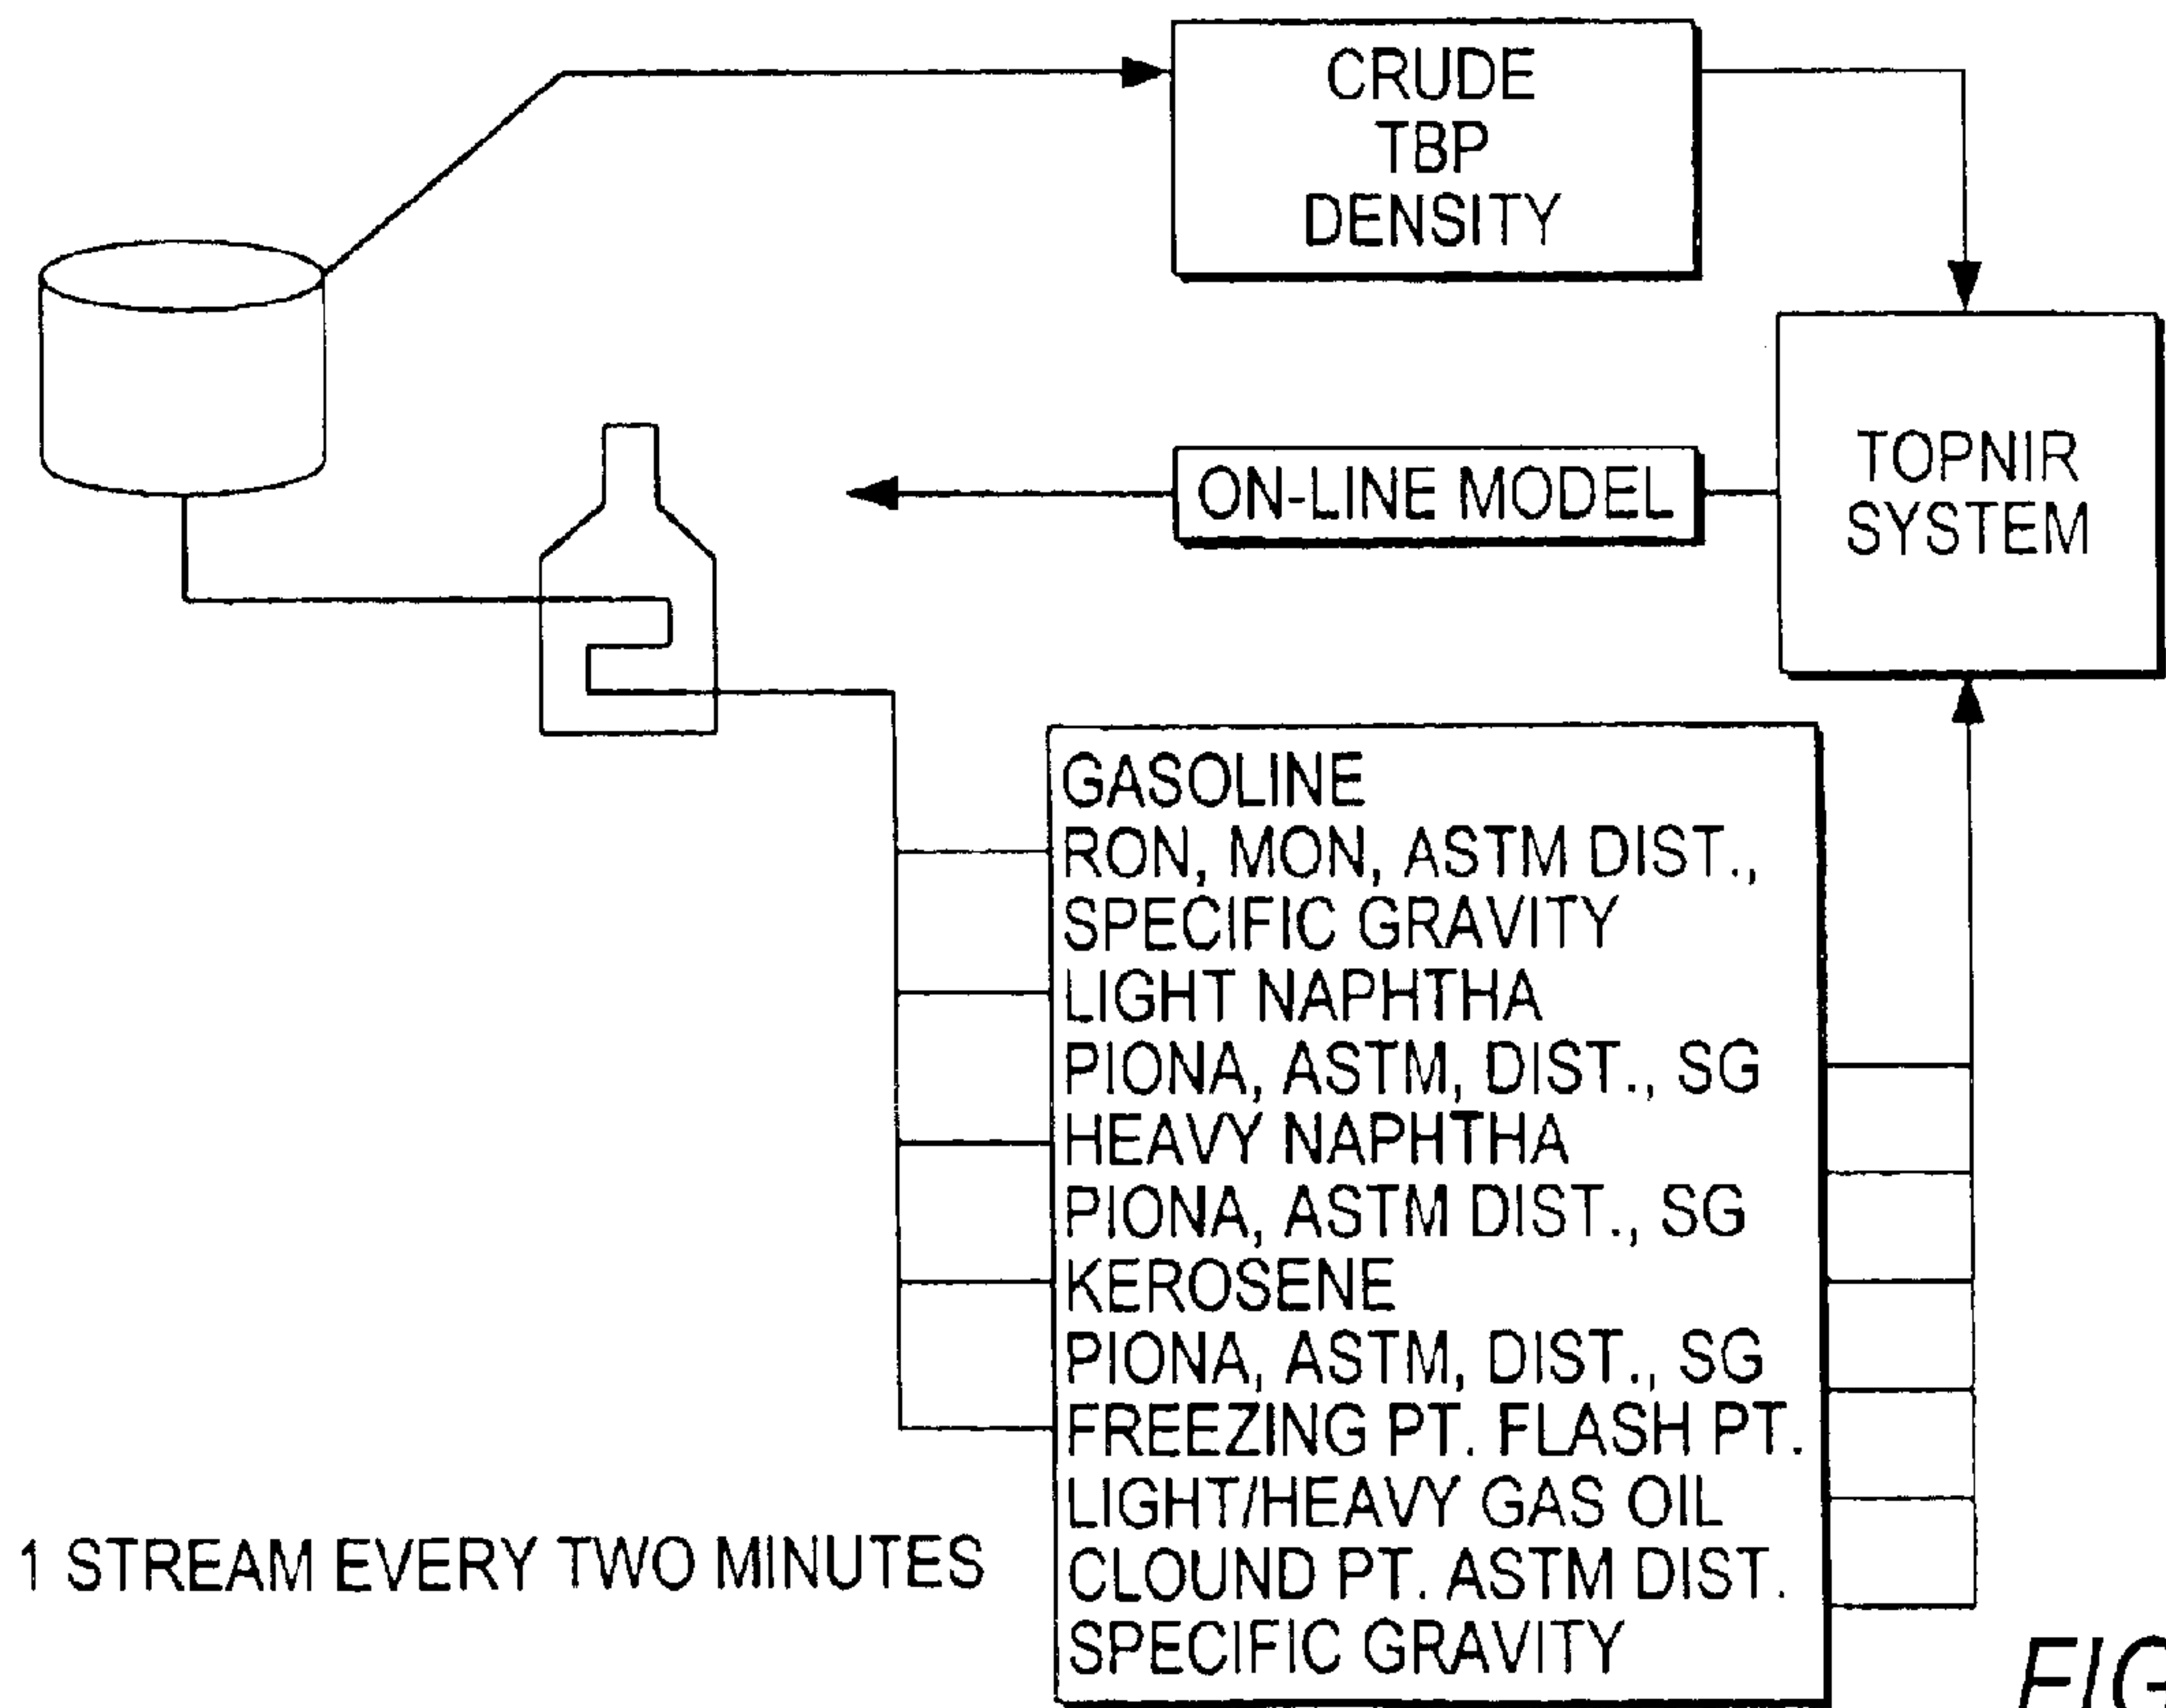 CRUDE
TBP
DENSITY
TOPNIR
SYSTEM
ON-LINE MODEL
GASOLINE
RON, MON, ASTM DIST.,
SPECIFIC GRAVITY
LIGHT NAPHTHA
PIONA, ASTM, DIST., SG
HEAVY NAPHTHA
PIONA, ASTM DIST., SG
KEROSENE
PIONA, ASTM, DIST., SG
FREEZING PT. FLASH PT.
LIGHT/HEAVY GAS OIL
CLOUND PT. ASTM DIST.
SPECIFIC GRAVITY
1 STREAM EVERY TWO MINUTES
FIG